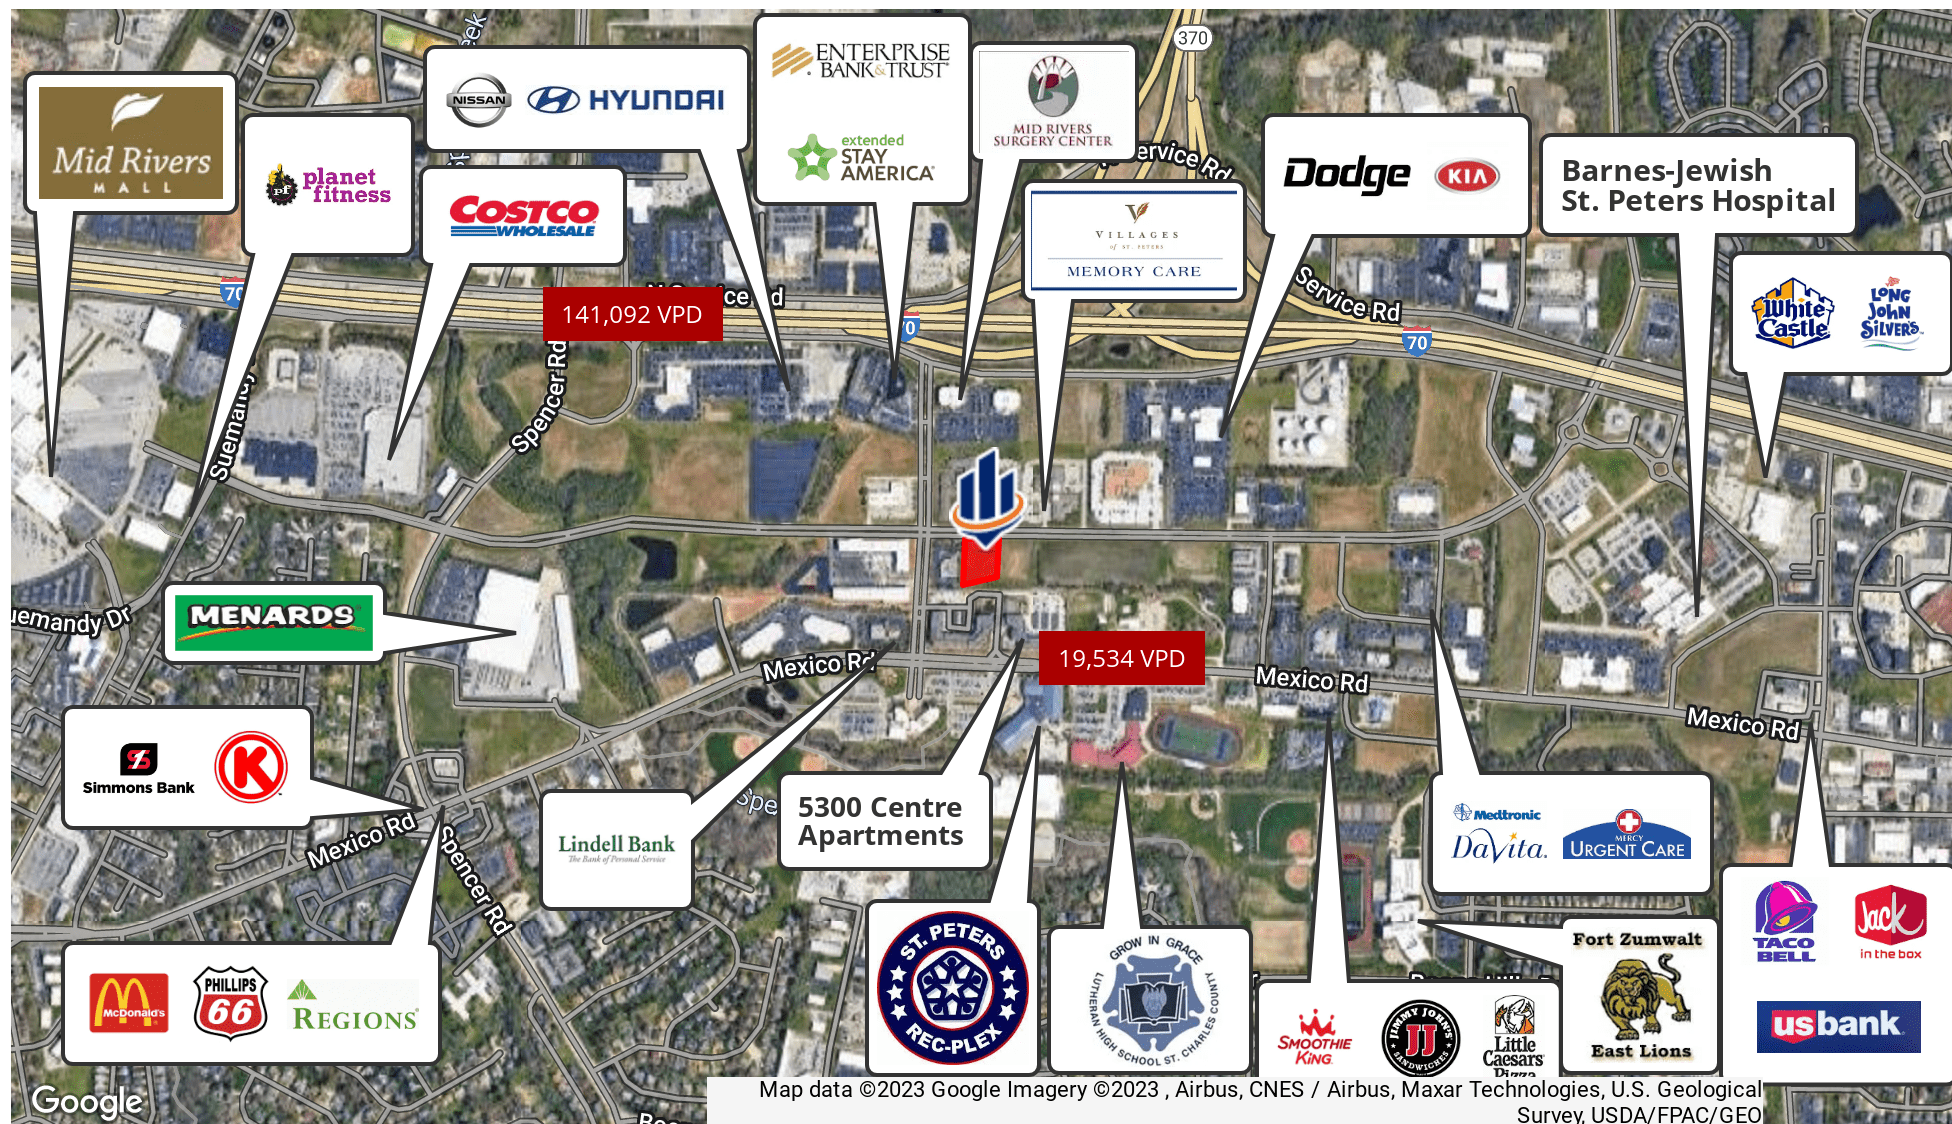 370
Mid Rivers
MALL
planet
fitness
NISSAN
HYUNDAI
COSTCO
WHOLESALE
ENTERPRISE
BANK & TRUST
extended
STAY
AMERICA
MID RIVERS
SURGERY CENTER
Service Rd
VILLAGES
of ST. PETERS
MEMORY CARE
Dodge
KIA
Barnes-Jewish
St. Peters Hospital
White
Castle
LONG
JOHN
SILVER'S
70
141,092 VPD
70
Service Rd
70
Suemandy
Spencer Rd
MENARDS
Mexico Rd
19,534 VPD
Mexico Rd
Mexico Rd
Simmons Bank
K
Mexico Rd
Spencer Rd
Lindell Bank
The Bank of Personal Service
5300 Centre
Apartments
Medtronic
DaVita.
MERCY
URGENT CARE
McDonald's
PHILLIPS
66
REGIONS
ST. PETERS
REC-PLEX
GROW IN GRACE
LUTHERAN HIGH SCHOOL ST. CHARLES COUNTY
SMOOTHIE
KING
JIMMY JOHN'S
JJ
SANDWICHES
Little
Caesars
Pizza
Fort Zumwalt
East Lions
TACO
BELL
Jack
in the box
usbank
Google
Map data ©2023 Google Imagery ©2023 , Airbus, CNES / Airbus, Maxar Technologies, U.S. Geological
Survey, USDA/FPAC/GEO